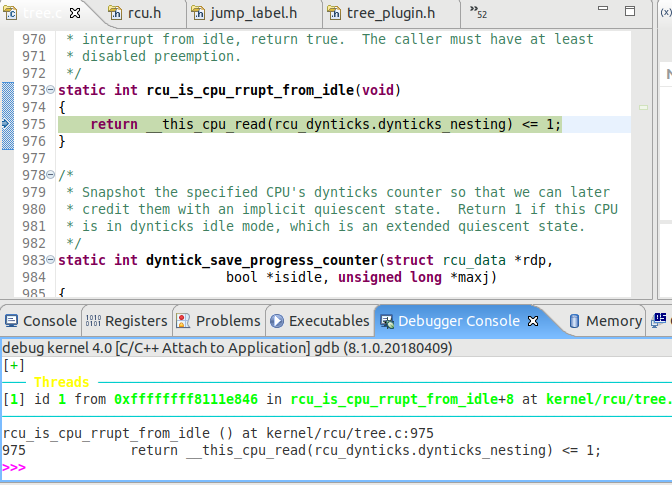 tree.c rcu.h jump_label.h tree_plugin.h »52 (x)
970 * interrupt from idle, return true.  The caller must have at least
971 * disabled preemption.
972 */
973 static int rcu_is_cpu_rrupt_from_idle(void)
974 {
975     return __this_cpu_read(rcu_dynticks.dynticks_nesting) <= 1;
976 }
977
978 /*
979 * Snapshot the specified CPU's dynticks counter so that we can later
980 * credit them with an implicit quiescent state.  Return 1 if this CPU
981 * is in dynticks idle mode, which is an extended quiescent state.
982 */
983 static int dyntick_save_progress_counter(struct rcu_data *rdp,
984                      bool *isidle, unsigned long *maxj)
985 {
Console Registers Problems Executables Debugger Console Memory
debug kernel 4.0 [C/C++ Attach to Application] gdb (8.1.0.20180409)
[+]
Threads
[1] id 1 from 0xffffffff8111e846 in rcu_is_cpu_rrupt_from_idle+8 at kernel/rcu/tree.
rcu_is_cpu_rrupt_from_idle () at kernel/rcu/tree.c:975
975             return __this_cpu_read(rcu_dynticks.dynticks_nesting) <= 1;
>>>